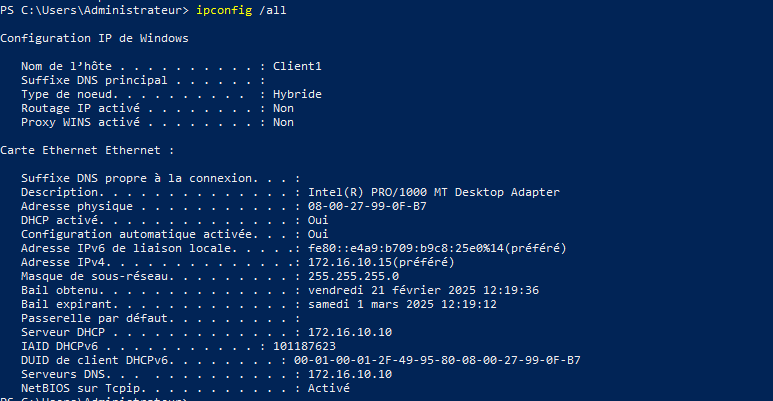 PS C:\Users\Administrateur> ipconfig /all
Configuration IP de Windows
Nom de l’hôte . . . . . . . . . . : Client1
Suffixe DNS principal . . . . . . :
Type de noeud. . . . . . . . . .  : Hybride
Routage IP activé . . . . . . . . : Non
Proxy WINS activé . . . . . . . . : Non
Carte Ethernet Ethernet :
Suffixe DNS propre à la connexion. . . :
Description. . . . . . . . . . . . . . : Intel(R) PRO/1000 MT Desktop Adapter
Adresse physique . . . . . . . . . . . : 08-00-27-99-0F-B7
DHCP activé. . . . . . . . . . . . . . : Oui
Configuration automatique activée. . . : Oui
Adresse IPv6 de liaison locale. . . . .: fe80::e4a9:b709:b9c8:25e0%14(préféré)
Adresse IPv4. . . . . . . . . . . . . .: 172.16.10.15(préféré)
Masque de sous-réseau. . . . . . . . . : 255.255.255.0
Bail obtenu. . . . . . . . . . . . . . : vendredi 21 février 2025 12:19:36
Bail expirant. . . . . . . . . . . . . : samedi 1 mars 2025 12:19:12
Passerelle par défaut. . . . . . . . . :
Serveur DHCP . . . . . . . . . . . . . : 172.16.10.10
IAID DHCPv6 . . . . . . . . . . . : 101187623
DUID de client DHCPv6. . . . . . . . : 00-01-00-01-2F-49-95-80-08-00-27-99-0F-B7
Serveurs DNS. . . . . . . . . . . . .  : 172.16.10.10
NetBIOS sur Tcpip. . . . . . . . . . . : Activé
PS C:\Users\Administrateur>